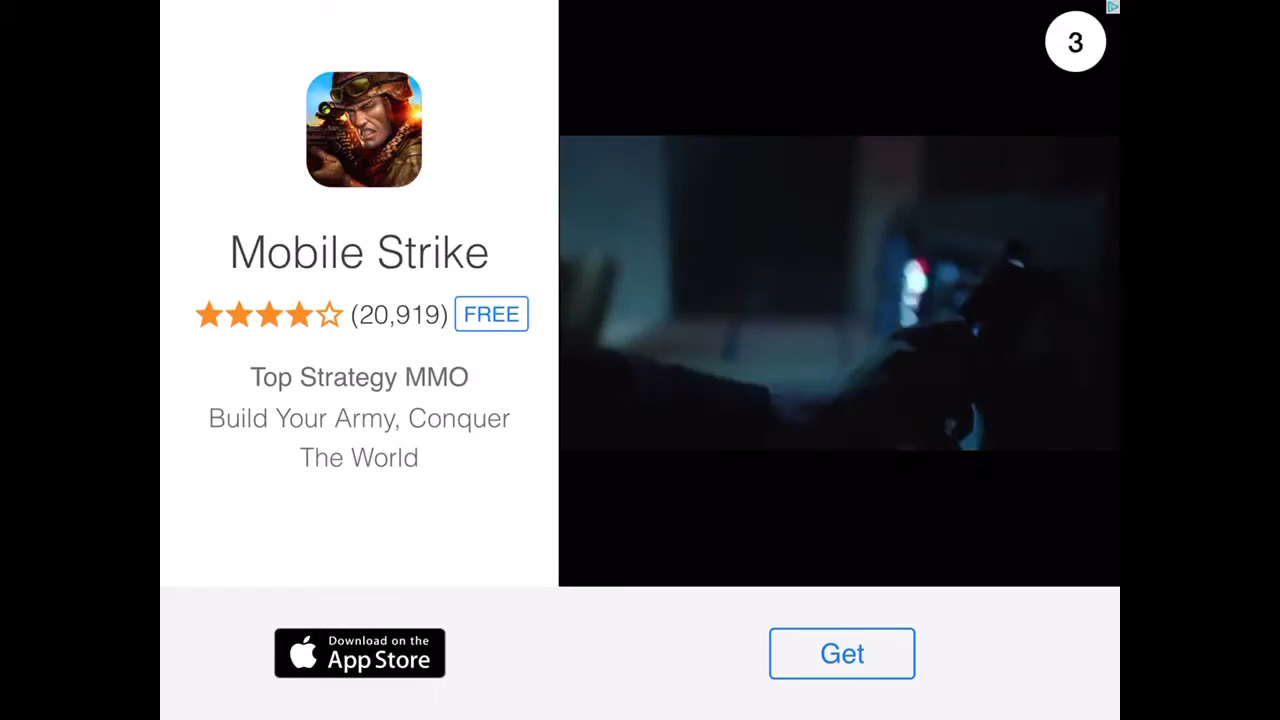 3
Mobile Strike
(20,919) FREE
Top Strategy MMO
Build Your Army, Conquer
The World
Download on the
App Store
Get